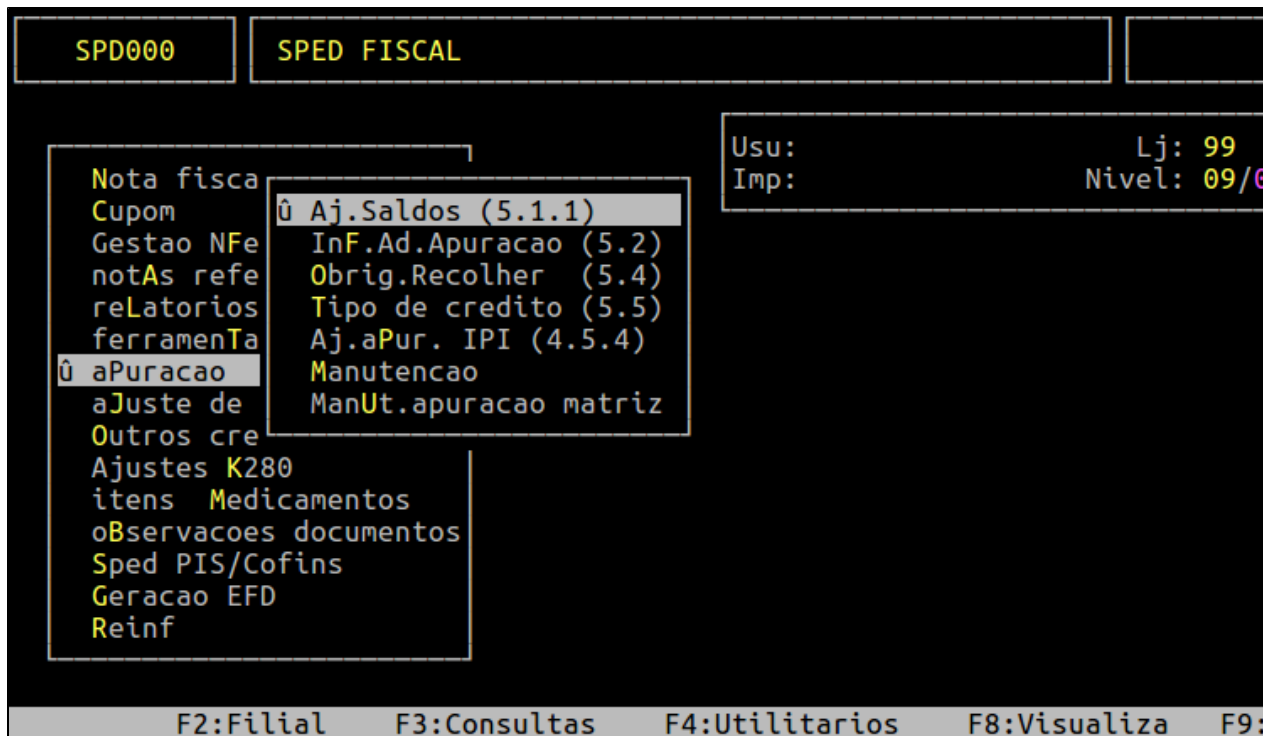 SPD000 SPED FISCAL
Usu: Lj: 99
Imp: Nivel: 09/0
Nota fisca
Cupom
Gestao NFe
notAs refe
reLatorios
ferramenTa
û aPuracao
aJuste de
Outros cre
Ajustes K280
itens Medicamentos
oBservacoes documentos
Sped PIS/Cofins
Geracao EFD
Reinf
û Aj.Saldos (5.1.1)
InF.Ad.Apuracao (5.2)
Obrig.Recolher (5.4)
Tipo de credito (5.5)
Aj.aPur. IPI (4.5.4)
Manutencao
ManUt.apuracao matriz
F2:Filial F3:Consultas F4:Utilitarios F8:Visualiza F9: